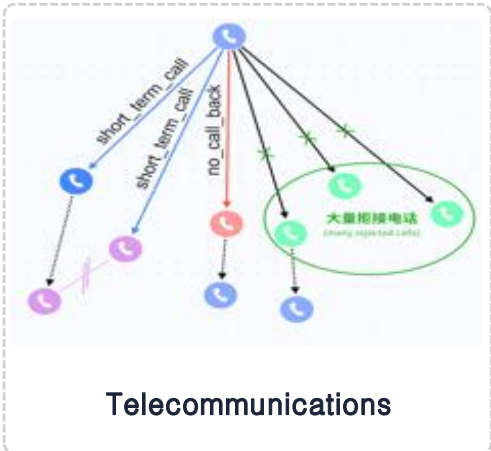 short_term_call
short_term_call
no_call_back
大量拒接电话
(many rejected calls)
Telecommunications